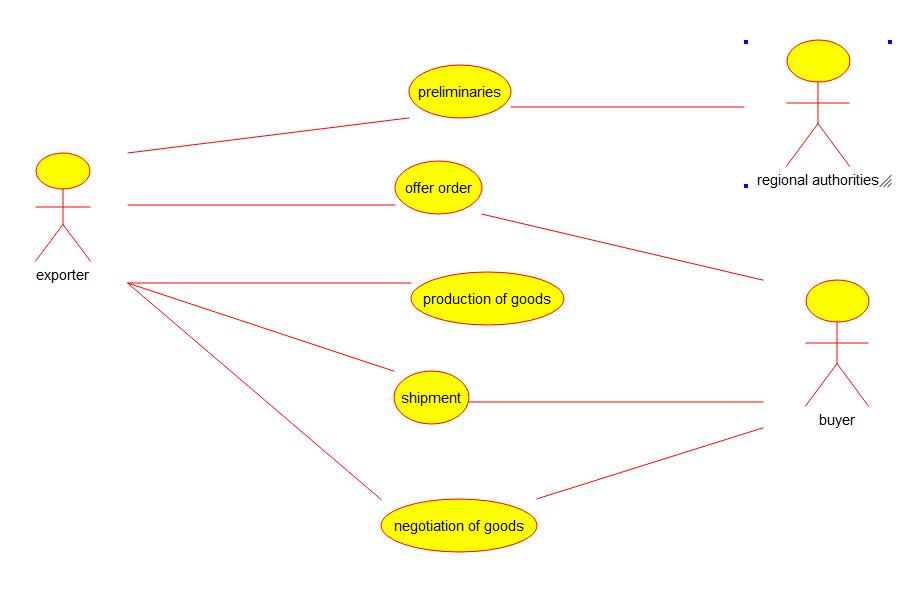 preliminaries
regional authorities
offer order
exporter
production of goods
shipment
buyer
negotiation of goods